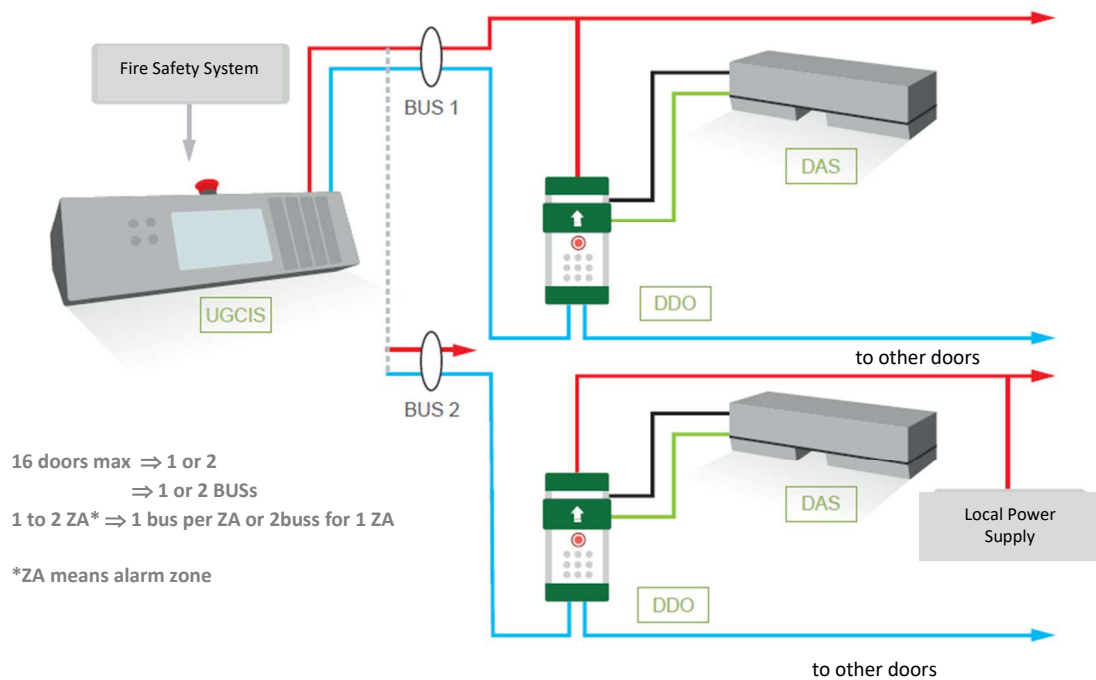 Fire Safety System
BUS 1
DAS
UGCIS
DDO
to other doors
BUS 2
16 doors max ⇒ 1 or 2
⇒ 1 or 2 BUSs
1 to 2 ZA* ⇒ 1 bus per ZA or 2buss for 1 ZA
*ZA means alarm zone
DAS
Local Power
Supply
DDO
to other doors